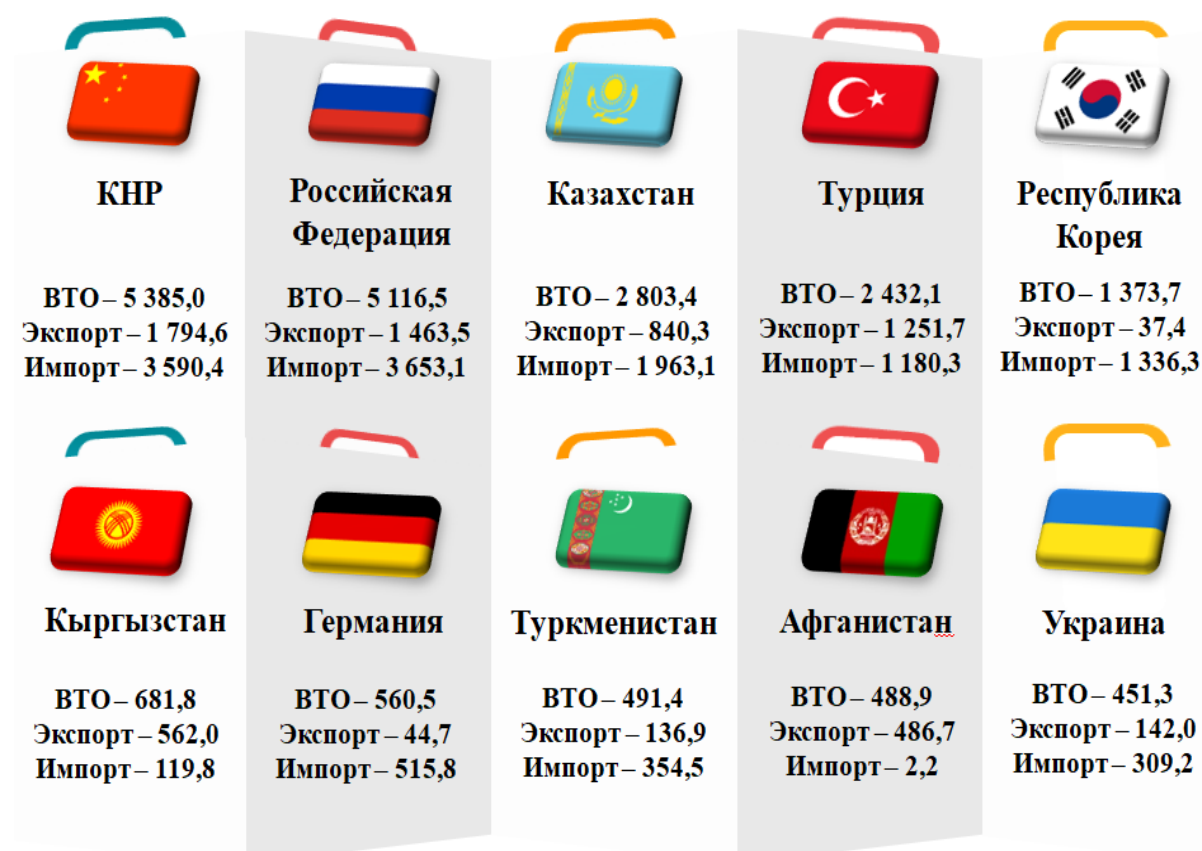 КНР
ВТО – 5 385,0
Экспорт – 1 794,6
Импорт – 3 590,4
Российская
Федерация
ВТО – 5 116,5
Экспорт – 1 463,5
Импорт – 3 653,1
Казахстан
ВТО – 2 803,4
Экспорт – 840,3
Импорт – 1 963,1
Турция
ВТО – 2 432,1
Экспорт – 1 251,7
Импорт – 1 180,3
Республика
Корея
ВТО – 1 373,7
Экспорт – 37,4
Импорт – 1 336,3
Кыргызстан
ВТО – 681,8
Экспорт – 562,0
Импорт – 119,8
Германия
ВТО – 560,5
Экспорт – 44,7
Импорт – 515,8
Туркменистан
ВТО – 491,4
Экспорт – 136,9
Импорт – 354,5
Афганистан
ВТО – 488,9
Экспорт – 486,7
Импорт – 2,2
Украина
ВТО – 451,3
Экспорт – 142,0
Импорт – 309,2